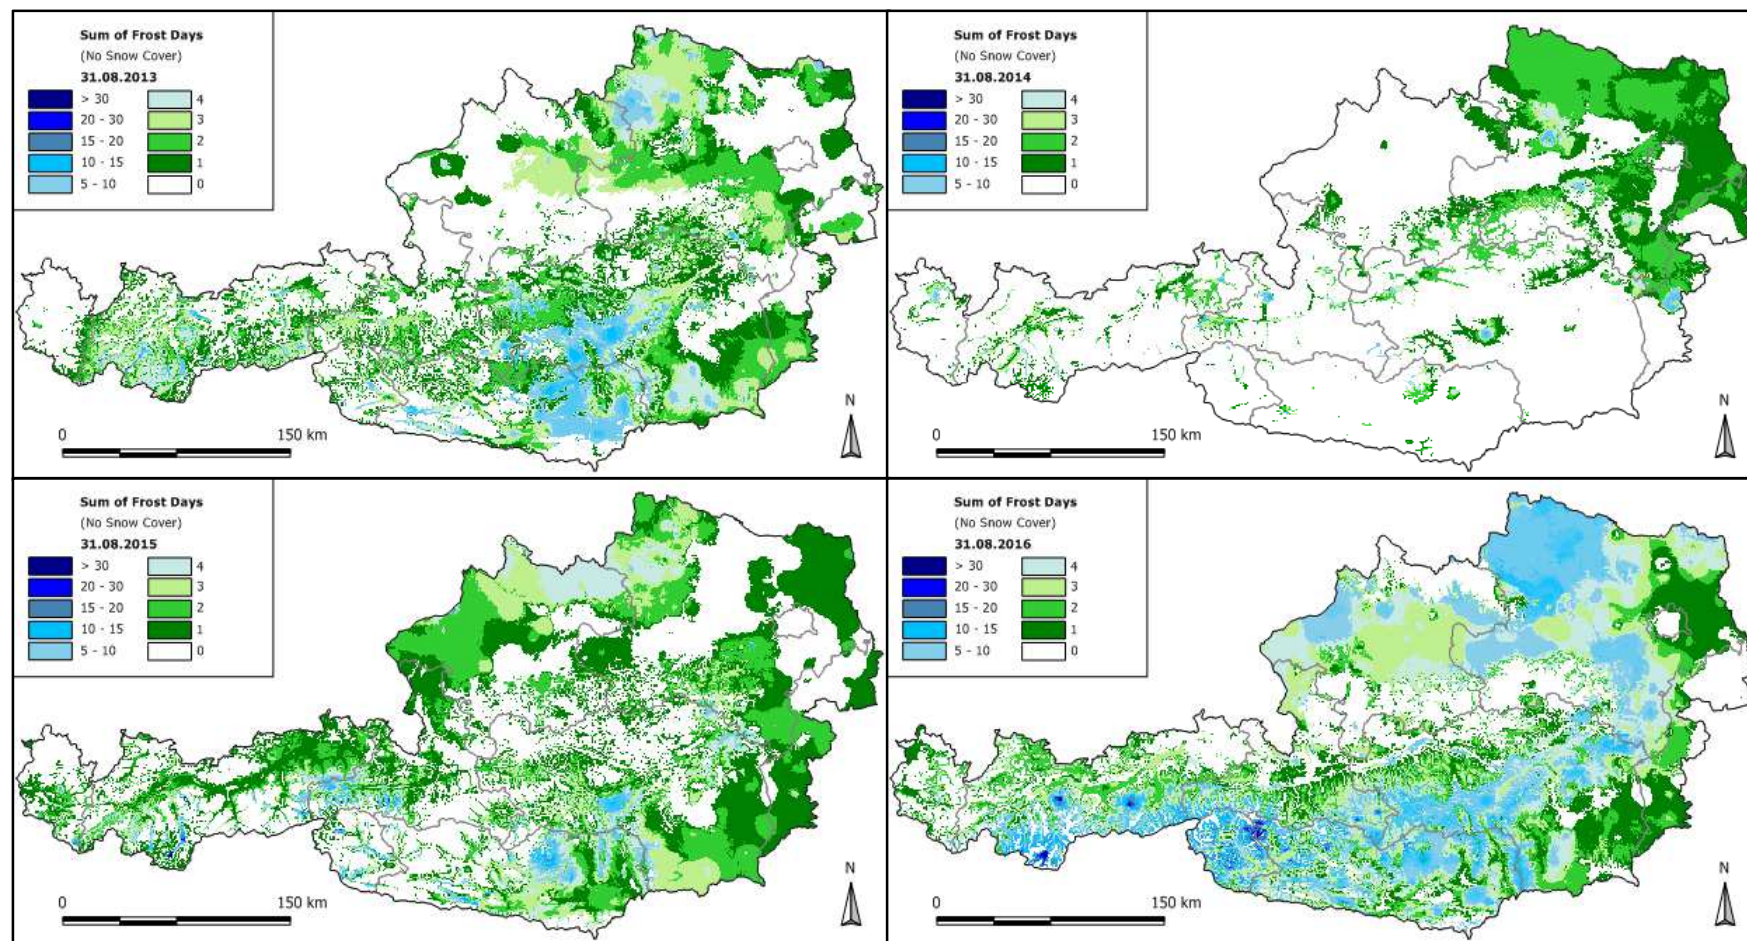 Sum of Frost Days
(No Snow Cover)
31.08.2013
> 30 4
20 - 30 3
15 - 20 2
10 - 15 1
5 - 10 0
N
0 150 km
Sum of Frost Days
(No Snow Cover)
31.08.2014
> 30 4
20 - 30 3
15 - 20 2
10 - 15 1
5 - 10 0
N
0 150 km
Sum of Frost Days
(No Snow Cover)
31.08.2015
> 30 4
20 - 30 3
15 - 20 2
10 - 15 1
5 - 10 0
N
0 150 km
Sum of Frost Days
(No Snow Cover)
31.08.2016
> 30 4
20 - 30 3
15 - 20 2
10 - 15 1
5 - 10 0
N
0 150 km